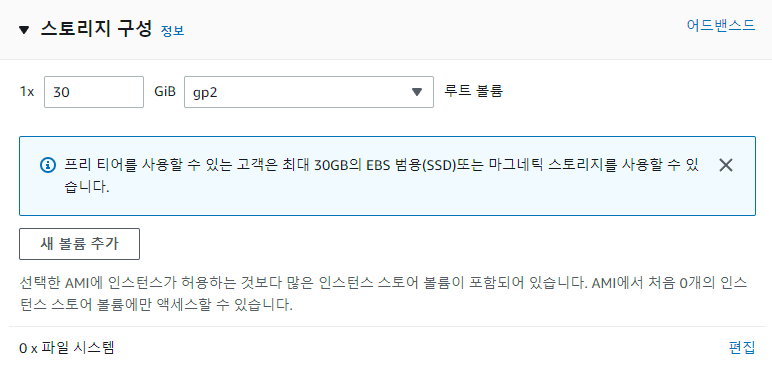 스토리지 구성 정보 어드밴스드
1x 30 GiB gp2 루트 볼륨
프리 티어를 사용할 수 있는 고객은 최대 30GB의 EBS 범용(SSD)또는 마그네틱 스토리지를 사용할 수 있
습니다.
새 볼륨 추가
선택한 AMI에 인스턴스가 허용하는 것보다 많은 인스턴스 스토어 볼륨이 포함되어 있습니다. AMI에서 처음 0개의 인스
턴스 스토어 볼륨에만 액세스할 수 있습니다.
0 x 파일 시스템 편집